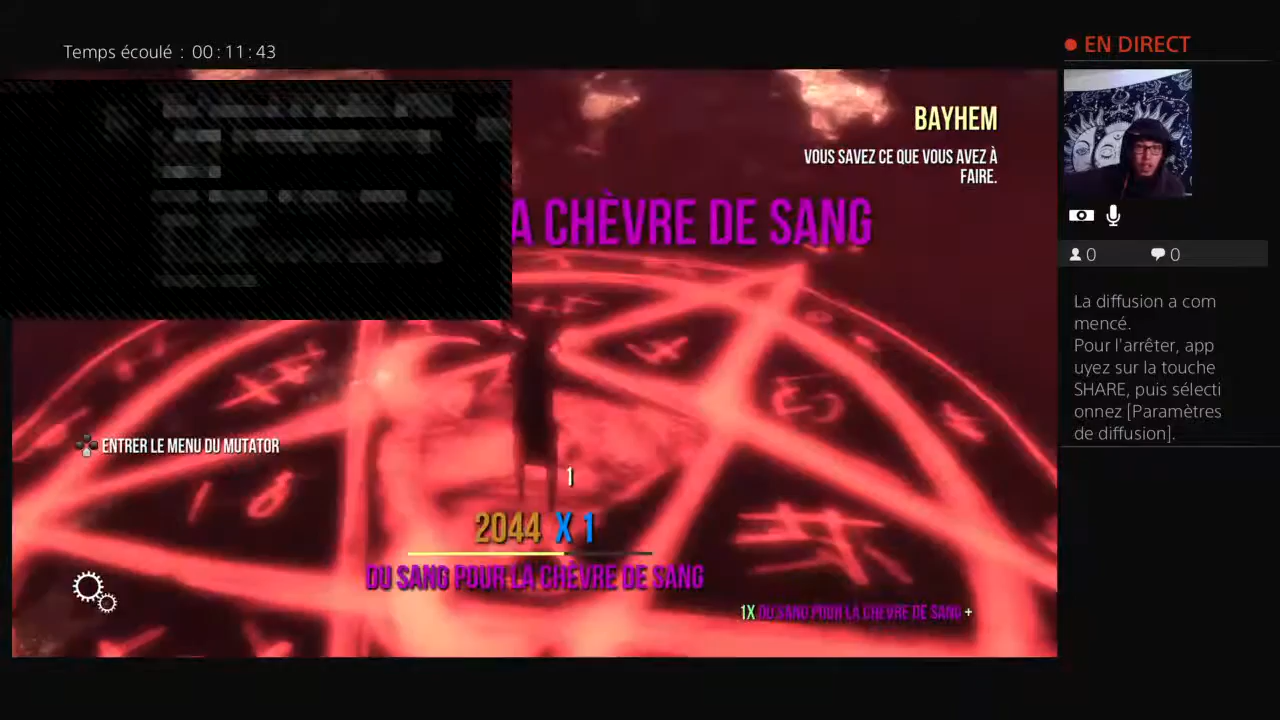 Temps écoulé : 00:11:43
EN DIRECT
BAYHEM
VOUS SAVEZ CE QUE VOUS AVEZ À
FAIRE.
A CHÈVRE DE SANG
0
0
La diffusion a com
mencé.
Pour l'arrêter, app
uyez sur la touche
SHARE, puis sélecti
onnez [Paramètres
de diffusion].
ENTRER LE MENU DU MUTATOR
1
2044 X 1
DU SANG POUR LA CHÈVRE DE SANG
1X DU SANG POUR LA CHÈVRE DE SANG +